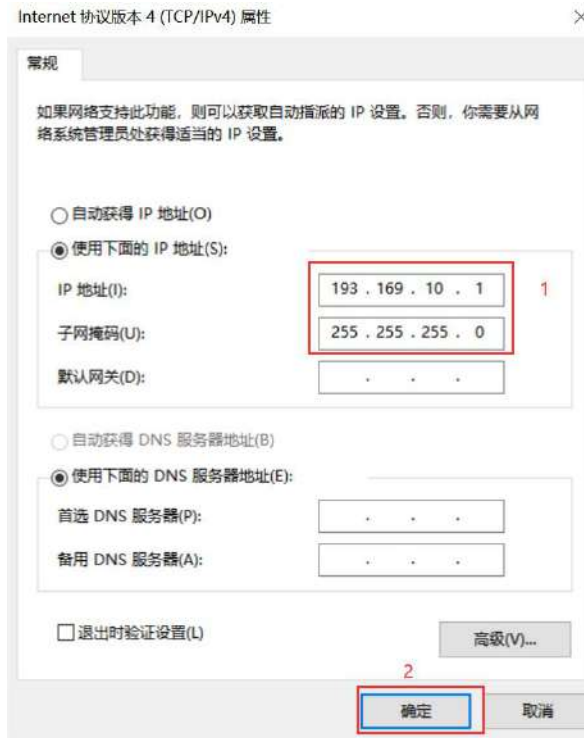 Internet 协议版本 4 (TCP/IPv4) 属性
常规
如果网络支持此功能，则可以获取自动指派的 IP 设置。否则，你需要从网
络系统管理员处获得适当的 IP 设置。
自动获得 IP 地址(O)
使用下面的 IP 地址(S):
IP 地址(I): 193 . 169 . 10 . 1 1
子网掩码(U): 255 . 255 . 255 . 0
默认网关(D): . . .
自动获得 DNS 服务器地址(B)
使用下面的 DNS 服务器地址(E):
首选 DNS 服务器(P): . . .
备用 DNS 服务器(A): . . .
退出时验证设置(L)
高级(V)...
2
确定 取消